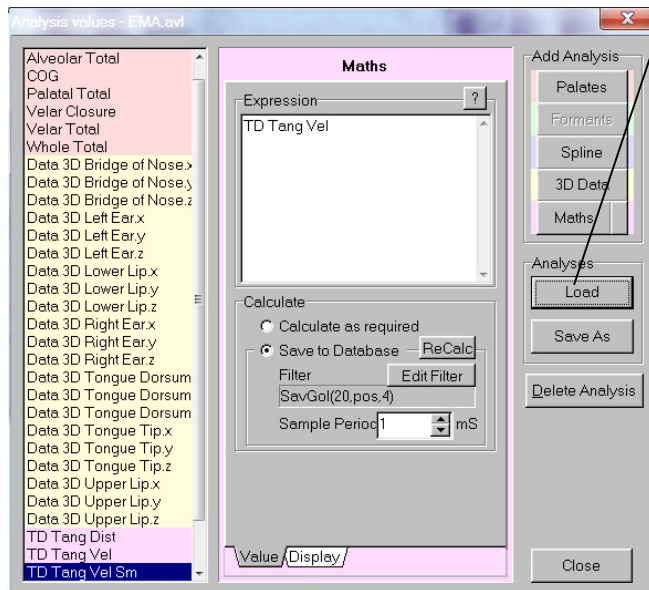 Analysis values - EMA.avl
Alveolar Total
COG
Palatal Total
Velar Closure
Velar Total
Whole Total
Data 3D Bridge of Nose.x
Data 3D Bridge of Nose.y
Data 3D Bridge of Nose.z
Data 3D Left Ear.x
Data 3D Left Ear.y
Data 3D Left Ear.z
Data 3D Lower Lip.x
Data 3D Lower Lip.y
Data 3D Lower Lip.z
Data 3D Right Ear.x
Data 3D Right Ear.y
Data 3D Right Ear.z
Data 3D Tongue Dorsum
Data 3D Tongue Dorsum
Data 3D Tongue Dorsum
Data 3D Tongue Tip.x
Data 3D Tongue Tip.y
Data 3D Tongue Tip.z
Data 3D Upper Lip.x
Data 3D Upper Lip.y
Data 3D Upper Lip.z
TD Tang Dist
TD Tang Vel
TD Tang Vel Sm
Maths
Expression
?
TD Tang Vel
Calculate
Calculate as required
Save to Database
ReCalc
Filter
Edit Filter
SavGol(20,pos,4)
Sample Period 1 mS
Value
Display
Add Analysis
Palates
Formants
Spline
3D Data
Maths
Analyses
Load
Save As
Delete Analysis
Close